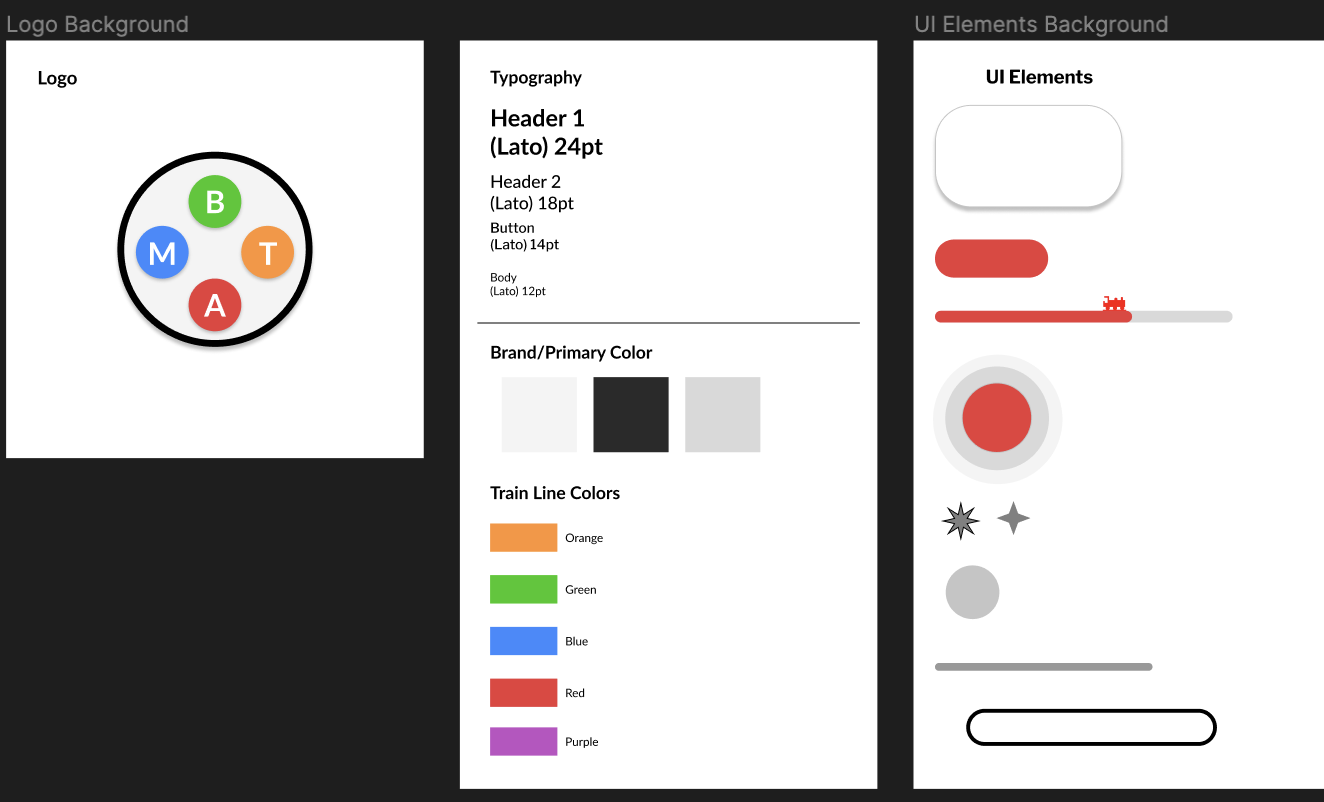 Logo Background
Logo
B
M
T
A
Typography
Header 1
(Lato) 24pt
Header 2
(Lato) 18pt
Button
(Lato) 14pt
Body
(Lato) 12pt
Brand/Primary Color
Train Line Colors
Orange
Green
Blue
Red
Purple
UI Elements Background
UI Elements